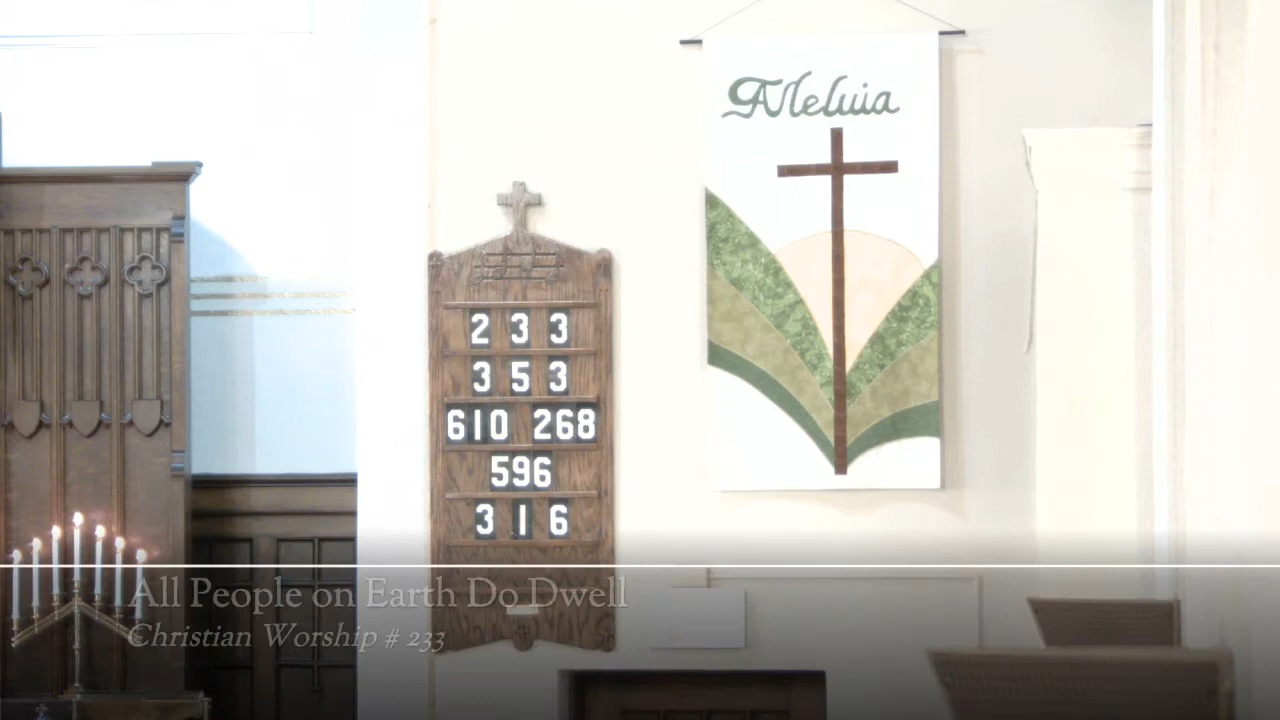 Alleluia
2 3 3
3 5 3
610 268
596
3 1 6
All People on Earth Do Dwell
Christian Worship # 233